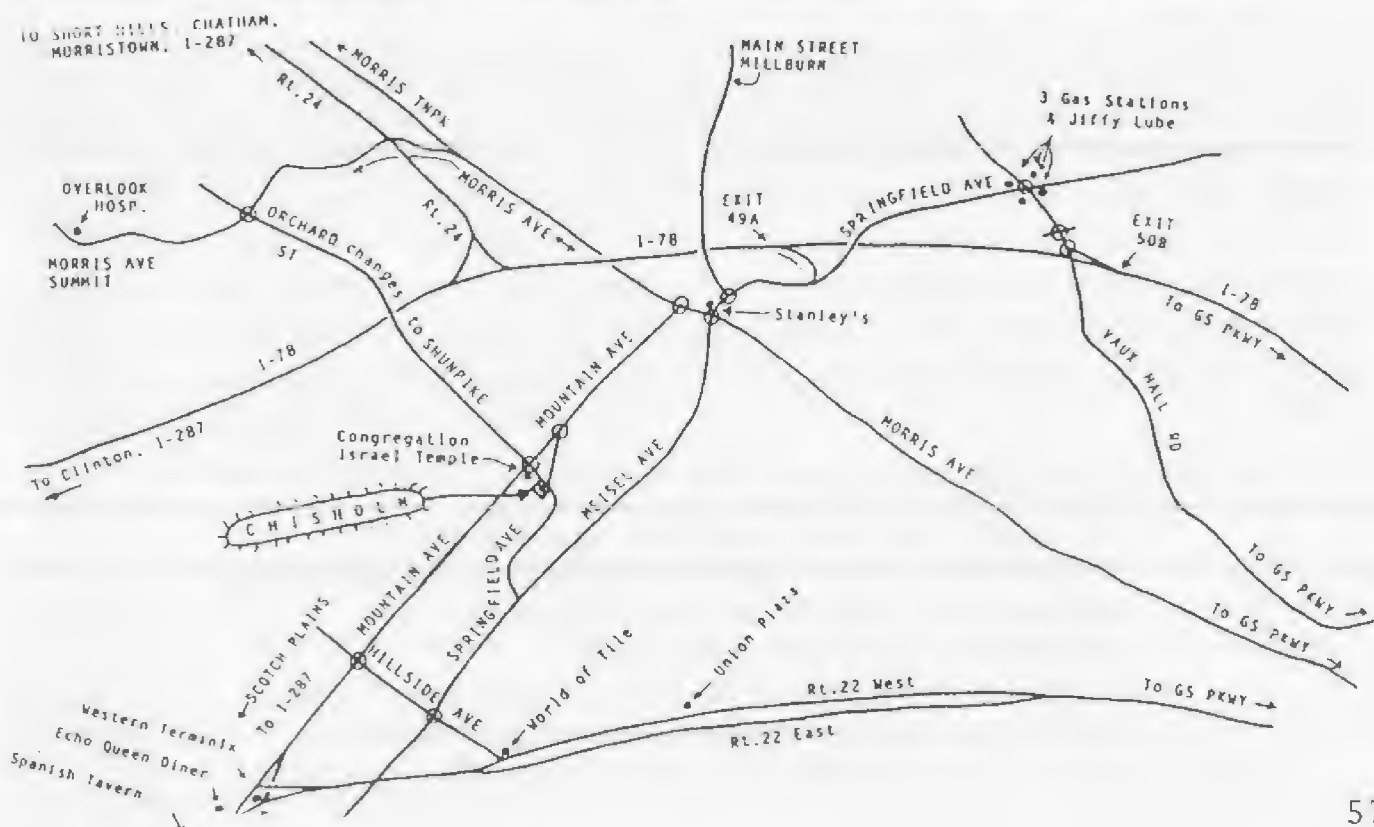 TO SHORT HILLS, CHATHAM,
MORRISTOWN, I-287
Rt.24
MORRIS TNPK
MAIN STREET
MILLBURN
3 Gas Stations
& Jiffy Lube
OVERLOOK
HOSP.
MORRIS AVE
SUMMIT
ORCHARD changes
ST
to SHUNPIKE
Rt.24
MORRIS AVE
I-78
EXIT
49A
SPRINGFIELD AVE
EXIT
50B
I-78
To GS PKWY
Stanley's
VAUX HALL RD
I-78
To Clinton, I-287
MOUNTAIN AVE
Congregation
Israel Temple
CHISHOLM
MEISEL AVE
MORRIS AVE
To GS PKWY
To GS PKWY
MOUNTAIN AVE
SPRINGFIELD AVE
SPRINGFIELD
HILLSIDE
AVE
SCOTCH PLAINS
To I-287
World of Tile
Union Plaza
Rt.22 West
Rt.22 East
To GS PKWY
Western Terminix
Echo Queen Diner
Spanish Tavern
57